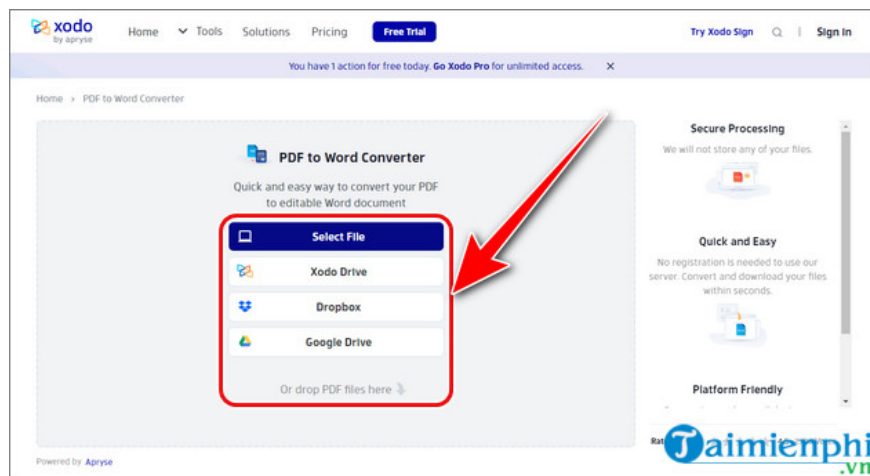 xodo
by apryse
Home
Tools
Solutions
Pricing
Free Trial
Try Xodo Sign
Sign In
You have 1 action for free today. Go Xodo Pro for unlimited access.
Home > PDF to Word Converter
PDF to Word Converter
Quick and easy way to convert your PDF
to editable Word document
Select File
Xodo Drive
Dropbox
Google Drive
Or drop PDF files here
Secure Processing
We will not store any of your files.
Quick and Easy
No registration is needed to use our
server. Convert and download your files
within seconds.
Platform Friendly
Powered by Apryse
Taimienphi
.vn